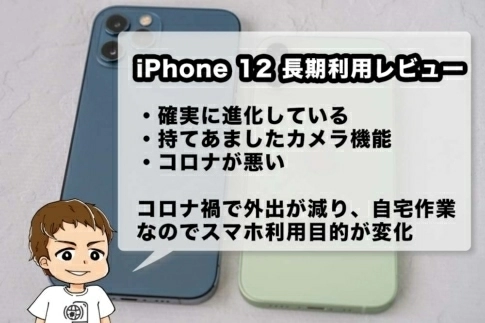 iPhone 12 長期利用レビュー
・確実に進化している
・持てあましたカメラ機能
・コロナが悪い
コロナ禍で外出が減り、自宅作業
なのでスマホ利用目的が変化